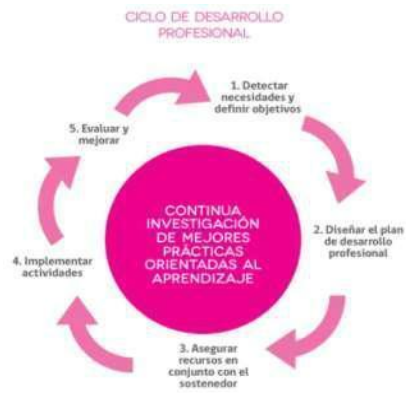 CICLO DE DESARROLLO
PROFESIONAL
1. Detectar
necesidades y
definir objetivos
2. Diseñar el plan
de desarrollo
profesional
3. Asegurar
recursos en
conjunto con el
sostenedor
4. Implementar
actividades
5. Evaluar y
mejorar
CONTINUA
INVESTIGACIÓN
DE MEJORES
PRÁCTICAS
ORIENTADAS AL
APRENDIZAJE